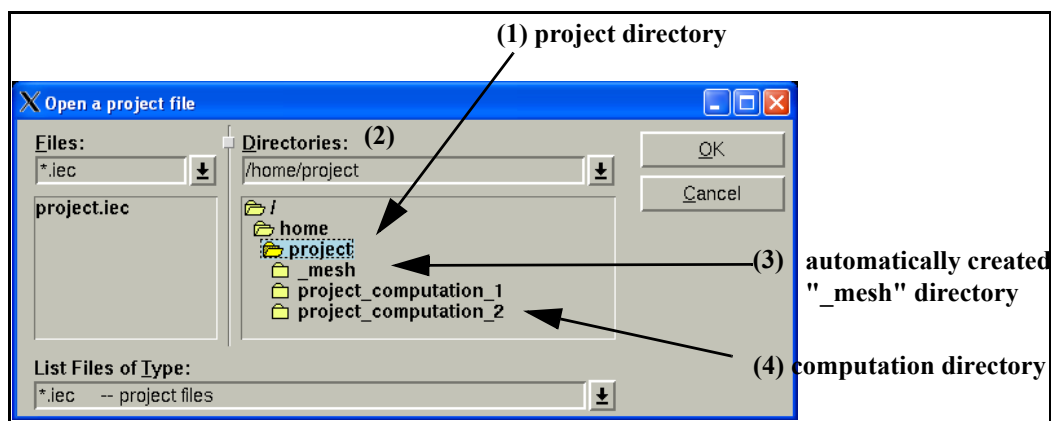 (1) project directory
Open a project file
Files:
Directories: (2)
OK
*.iec
/home/project
Cancel
project.iec
/
home
project
_mesh
(3) automatically created
"_mesh" directory
project_computation_1
project_computation_2
(4) computation directory
List Files of Type:
*.iec -- project files